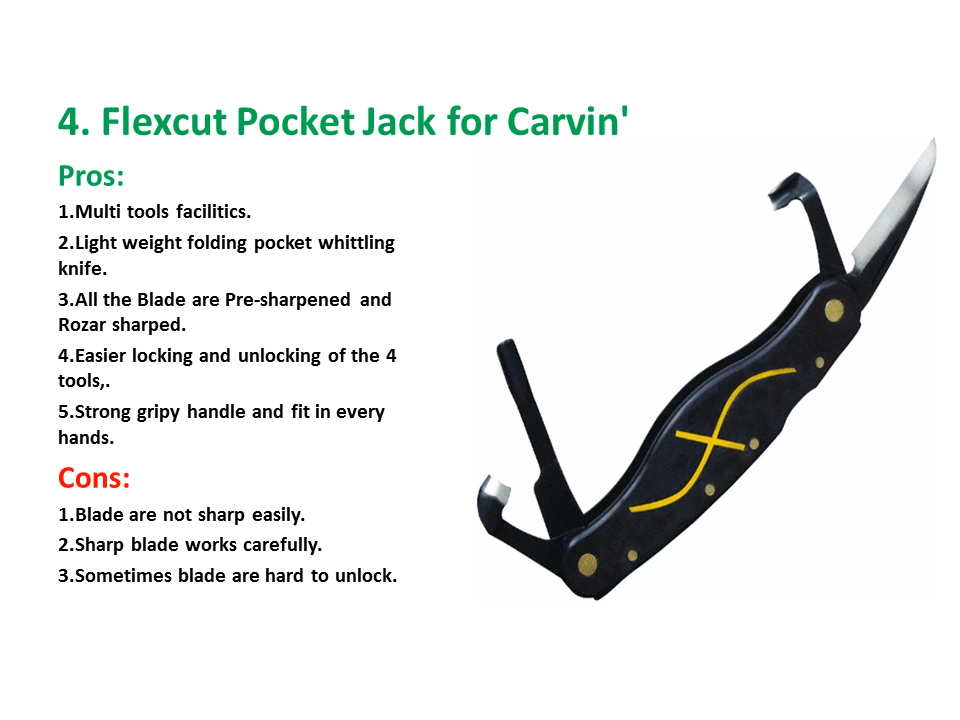 4. Flexcut Pocket Jack for Carvin'
Pros:
1.Multi tools facilitics.
2.Light weight folding pocket whittling
knife.
3.All the Blade are Pre-sharpened and
Rozar sharped.
4.Easier locking and unlocking of the 4
tools,.
5.Strong gripy handle and fit in every
hands.
Cons:
1.Blade are not sharp easily.
2.Sharp blade works carefully.
3.Sometimes blade are hard to unlock.